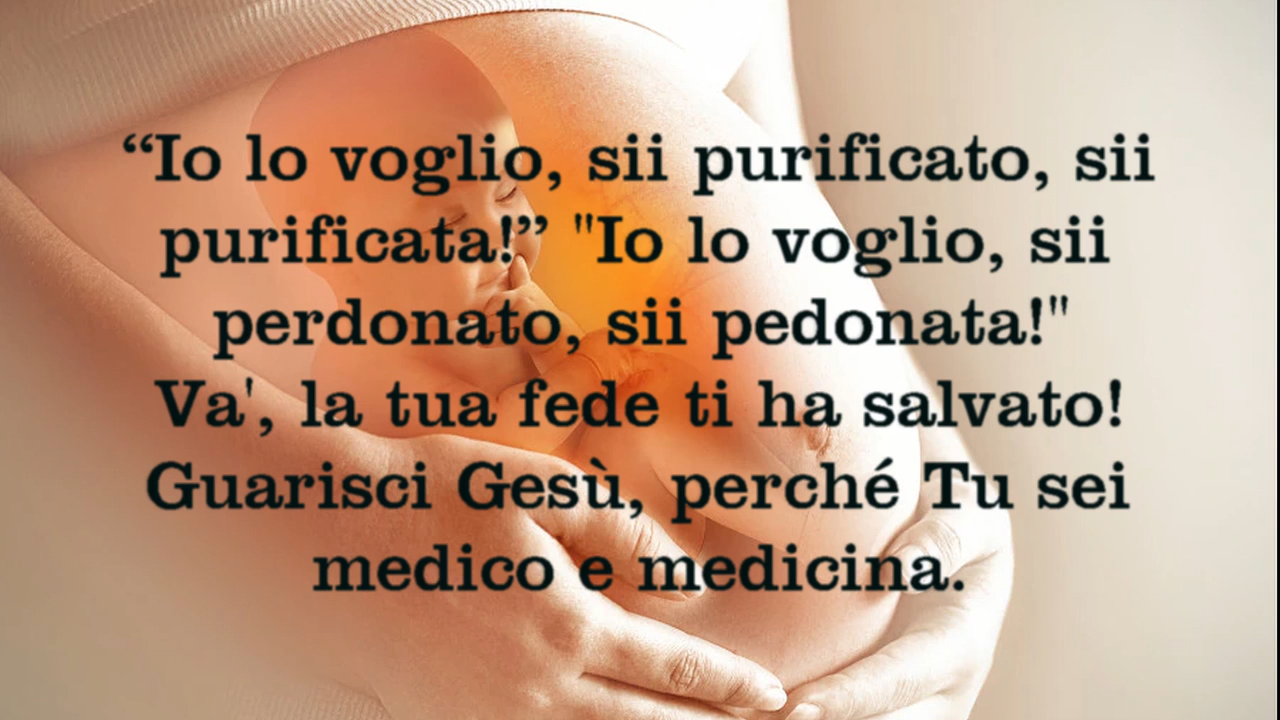 “Io lo voglio, sii purificato, sii
purificata!” "Io lo voglio, sii
perdonato, sii pedonata!"
Va', la tua fede ti ha salvato!
Guarisci Gesù, perché Tu sei
medico e medicina.